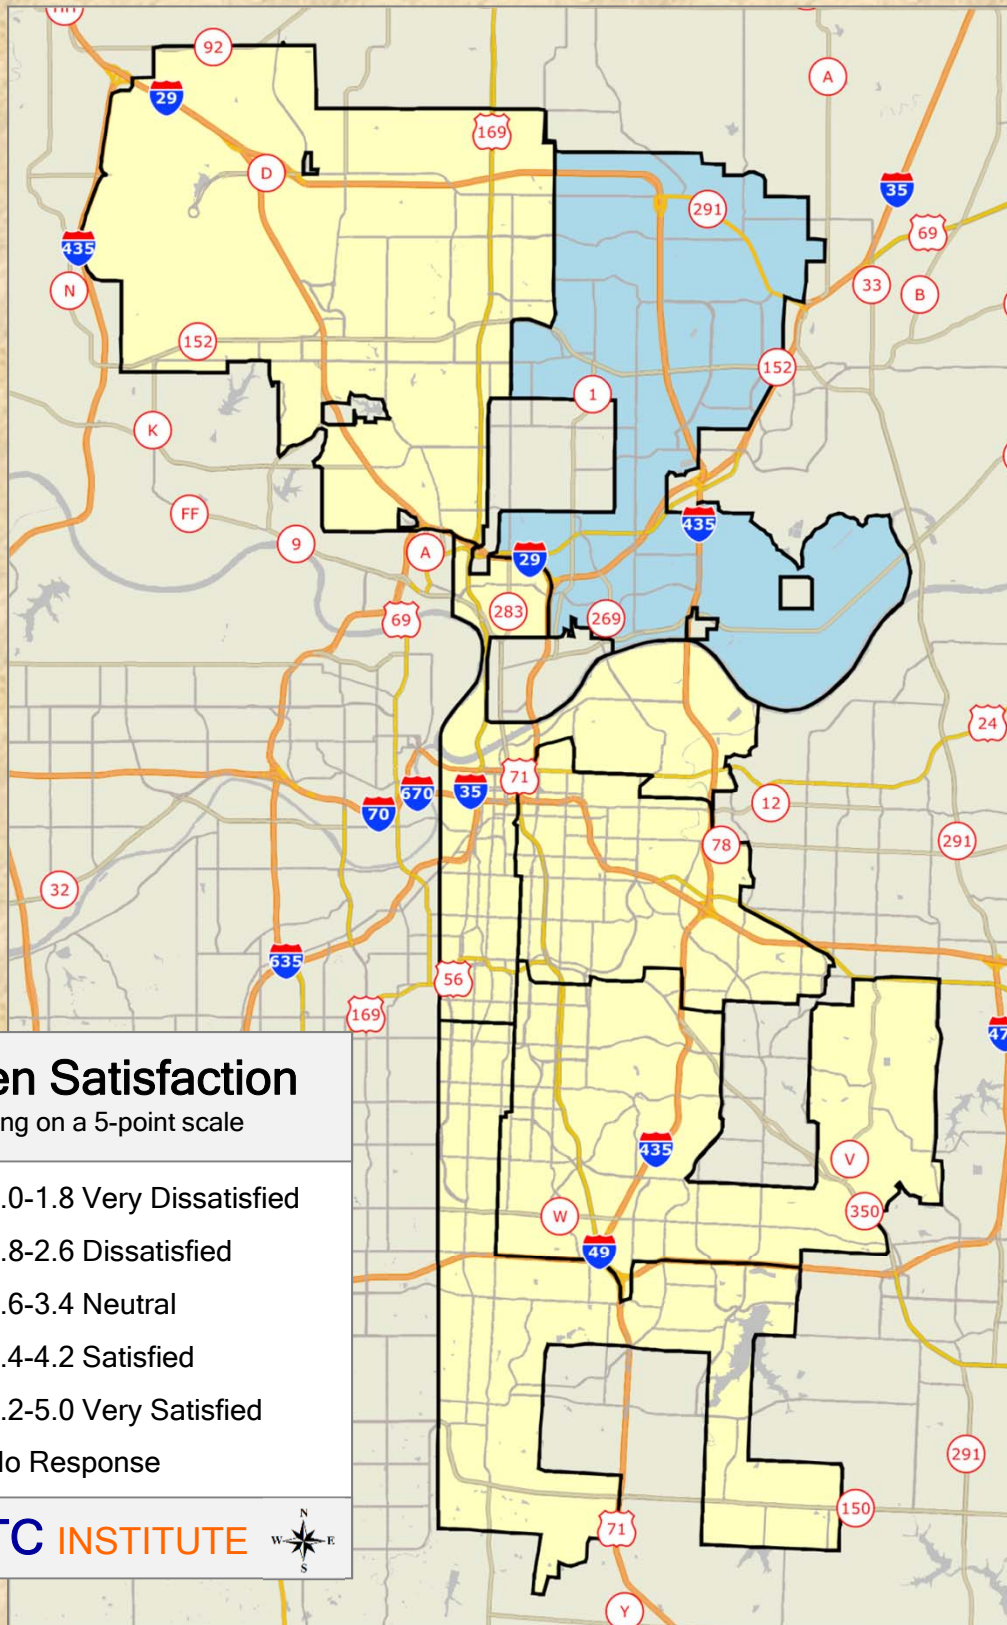 92
A
29
169
D
35
291
69
435
N
33
B
152
152
1
K
FF
435
9
A
29
283
269
69
24
71
670
35
70
12
78
291
32
635
56
169
47
en Satisfaction
ng on a 5-point scale
.0-1.8 Very Dissatisfied
.8-2.6 Dissatisfied
.6-3.4 Neutral
.4-4.2 Satisfied
.2-5.0 Very Satisfied
lo Response
TC INSTITUTE
N
W E
S
435
V
W
350
49
291
150
71
Y